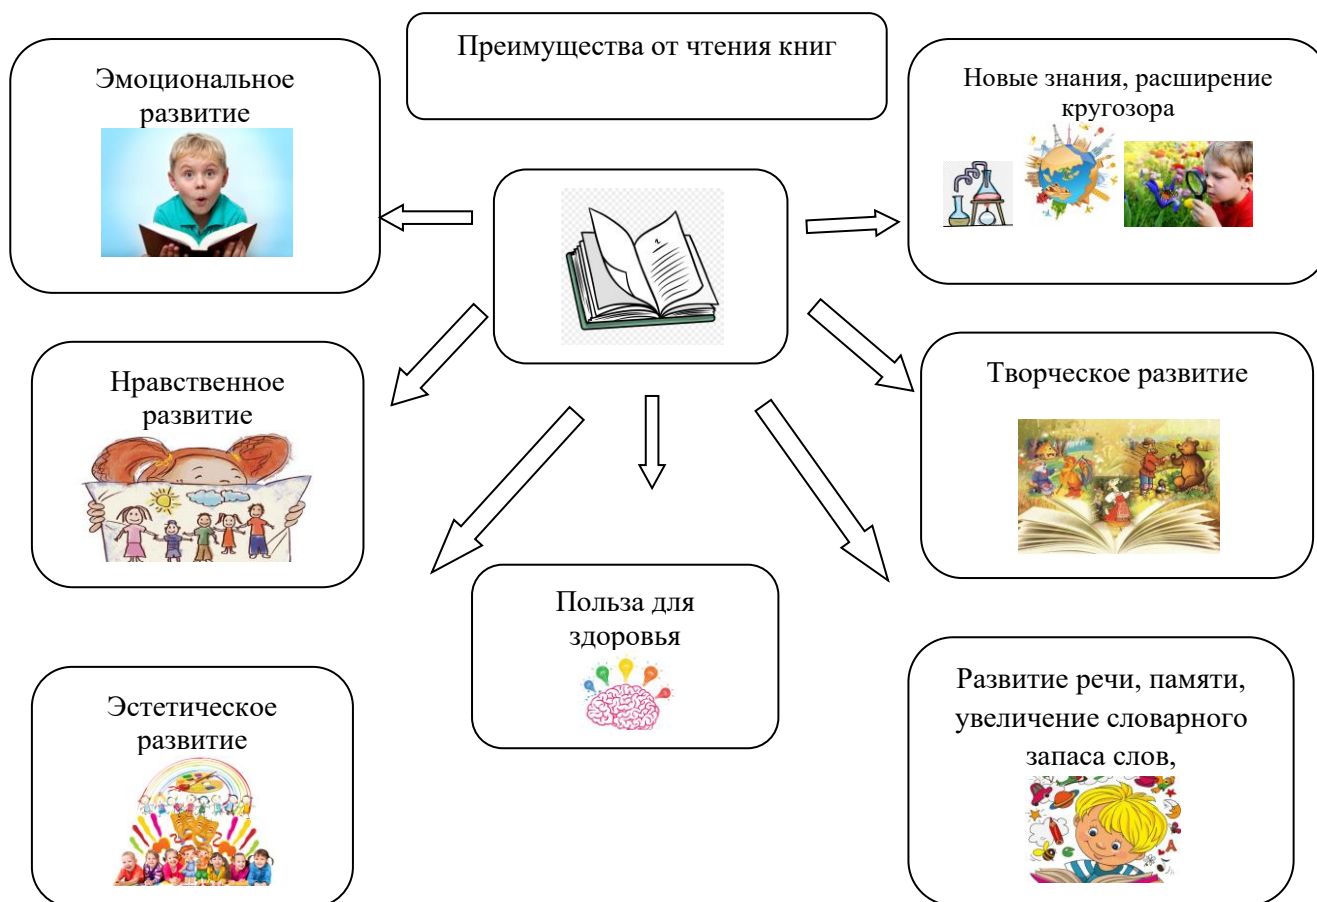 Преимущества от чтения книг
Эмоциональное
развитие
Новые знания, расширение
кругозора
Нравственное
развитие
Творческое развитие
Польза для
здоровья
Эстетическое
развитие
Развитие речи, памяти,
увеличение словарного
запаса слов,